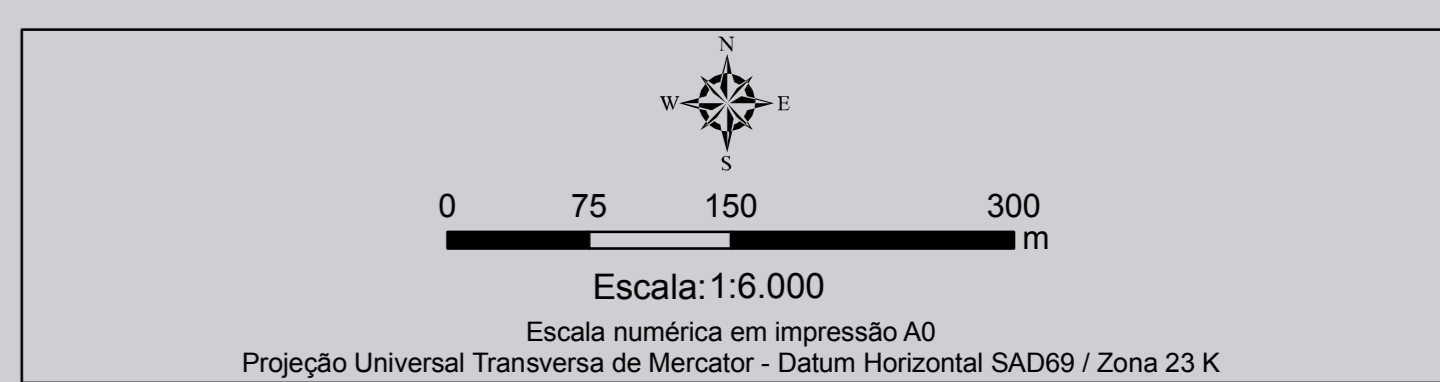 N
W E
S
0 75 150 300
m
Escala: 1:6.000
Escala numérica em impressão A0
Projeção Universal Transversa de Mercator - Datum Horizontal SAD69 / Zona 23 K